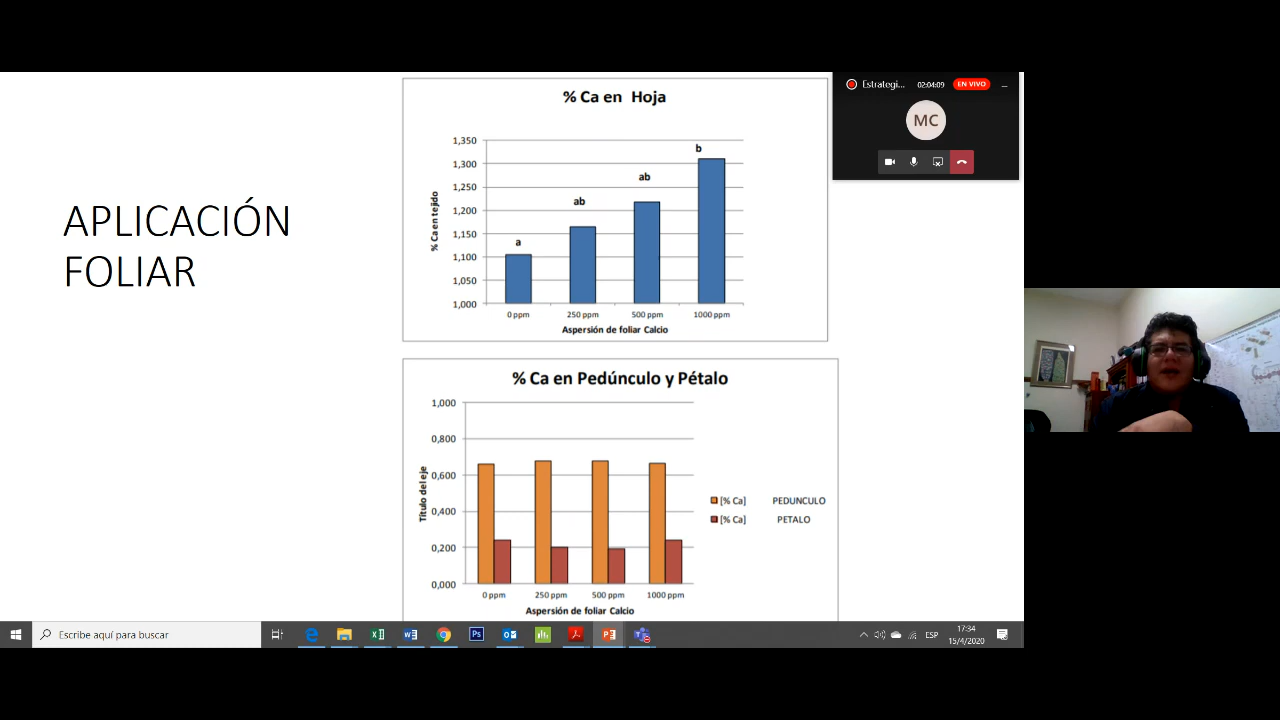 APLICACIÓN
FOLIAR
% Ca en Hoja
% Ca en tejido
1,350
1,300
1,250
1,200
1,150
1,100
1,050
1,000
a
ab
ab
b
0 ppm
250 ppm
500 ppm
1000 ppm
Aspersión de foliar Calcio
% Ca en Pedúnculo y Pétalo
Título del eje
1,000
0,800
0,600
0,400
0,200
0,000
0 ppm
250 ppm
500 ppm
1000 ppm
Aspersión de foliar Calcio
[% Ca] PEDUNCULO
[% Ca] PETALO
Estrategi... 02:04:09 EN VIVO
MC
Escribe aquí para buscar
ESP
17:34
15/4/2020